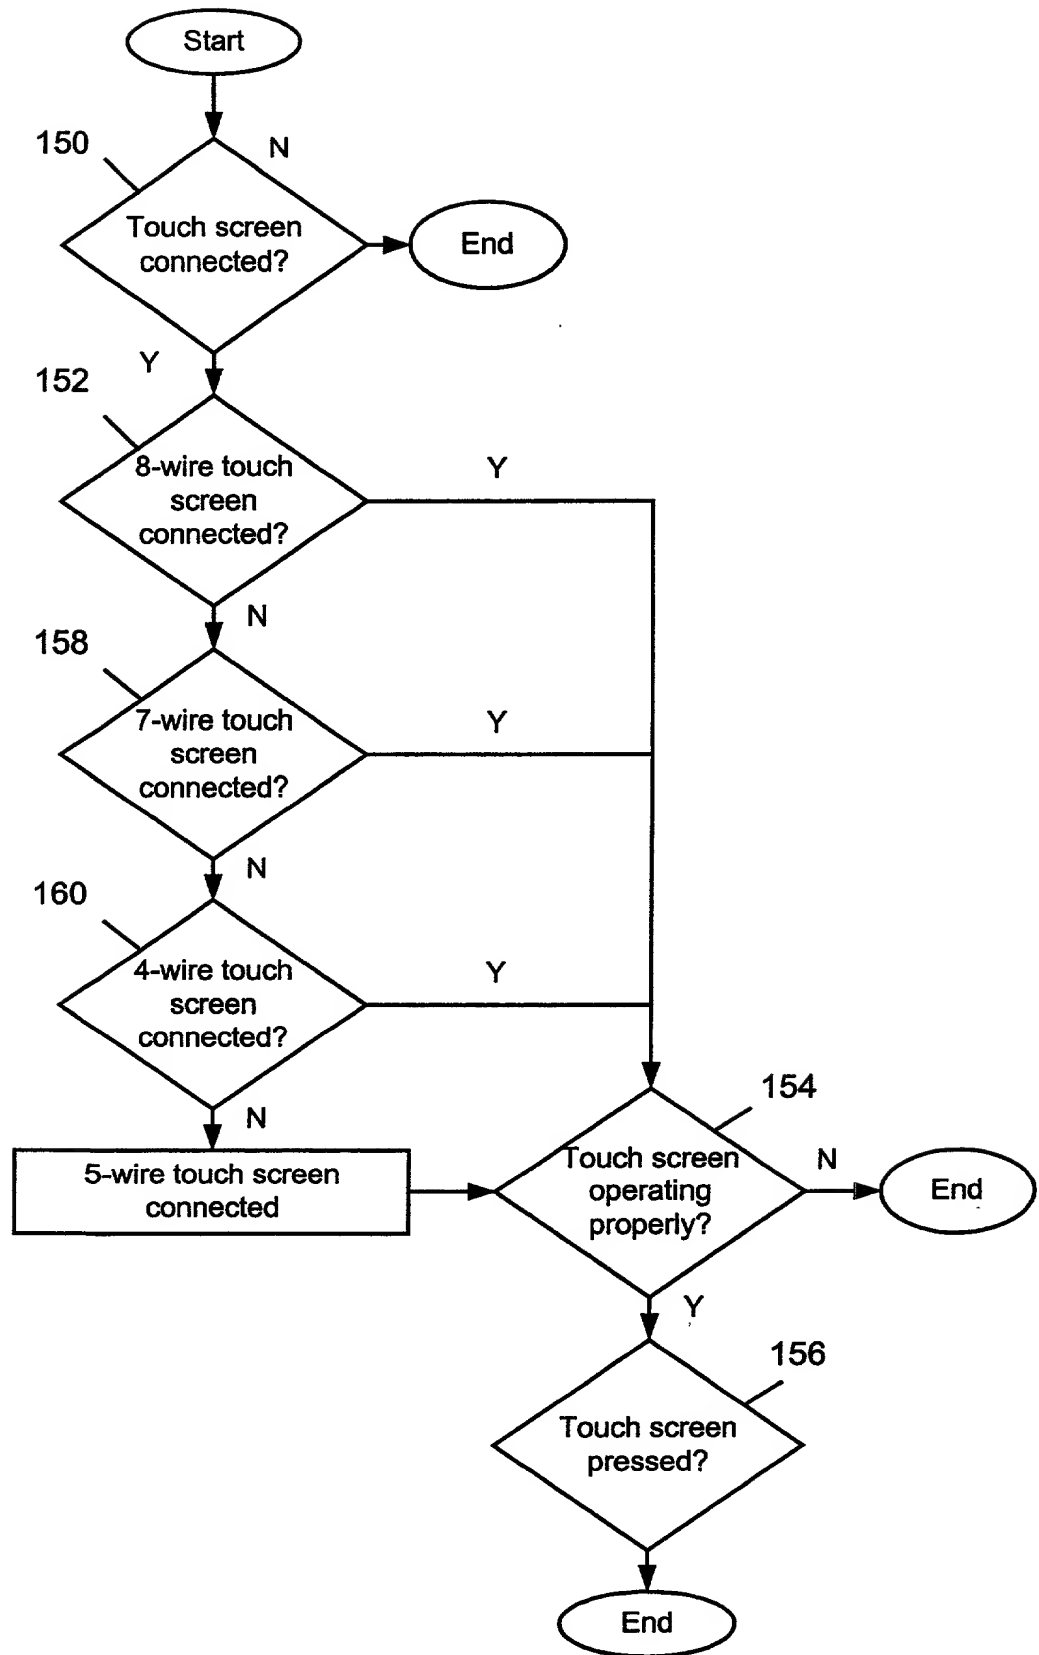 Start
150
N
Touch screen
connected?
End
Y
152
8-wire touch
screen
connected?
Y
N
158
7-wire touch
screen
connected?
Y
N
160
4-wire touch
screen
connected?
Y
N
5-wire touch screen
connected
154
Touch screen
operating
properly?
N
End
Y
156
Touch screen
pressed?
End